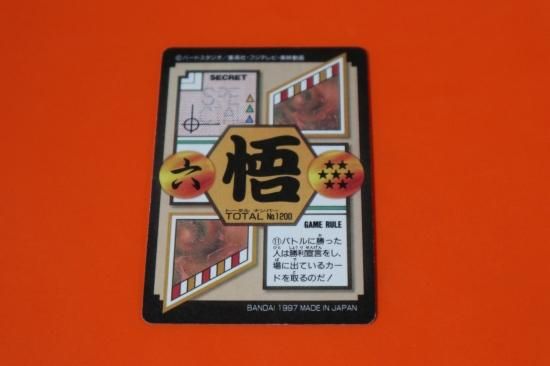 ©バードスタジオ／集英社・フジテレビ・東映動画
SECRET
六
悟
トータル ナンバー
TOTAL No.1200
GAME RULE
⑪バトルに勝った
人は勝利宣言をし、
場に出ているカー
ドを取るのだ！
BANDAI 1997 MADE IN JAPAN